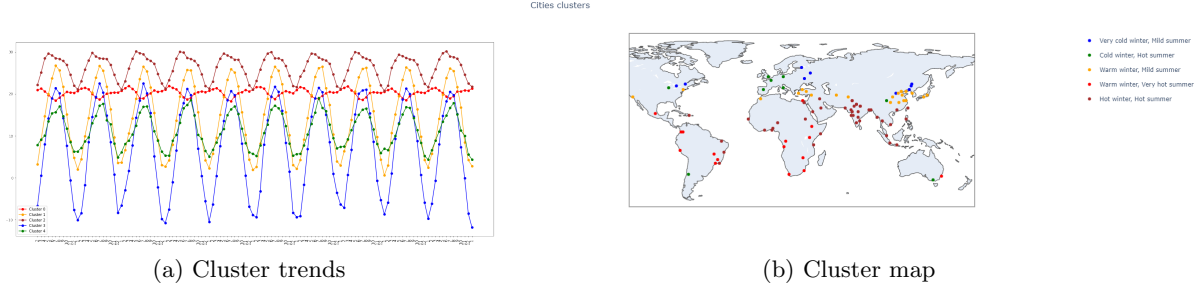 Cities clusters
30
20
10
0
-10
Cluster 0
Cluster 1
Cluster 2
Cluster 3
Cluster 4
Very cold winter, Mild summer
Cold winter, Hot summer
Warm winter, Mild summer
Warm winter, Very hot summer
Hot winter, Hot summer
(a) Cluster trends
(b) Cluster map